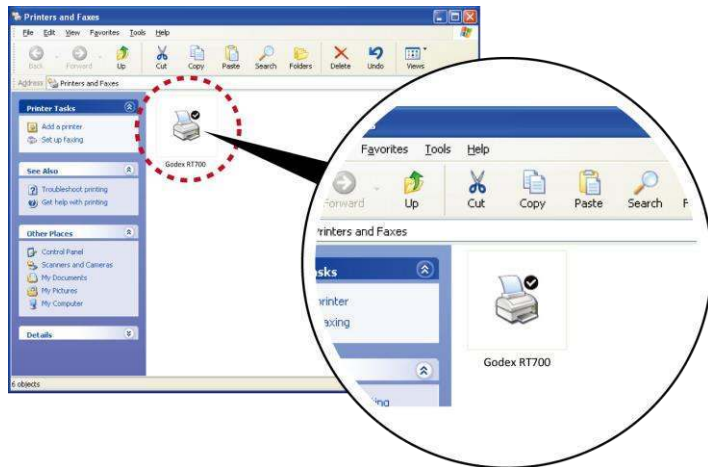 Printers and Faxes
File Edit View Favorites Tools Help
Back Forward Up Cut Copy Paste Search Folders Delete Undo Views
Address Printers and Faxes
Printer Tasks
Add a printer
Set up faxing
See Also
Troubleshoot printing
Get help with printing
Other Places
Control Panel
Scanners and Cameras
My Documents
My Pictures
My Computer
Details
Godex RT700
6 objects
s
Favorites Tools Help
Forward Up Cut Copy Paste Search F
Printers and Faxes
sks
rinter
axing
Godex RT700
ing